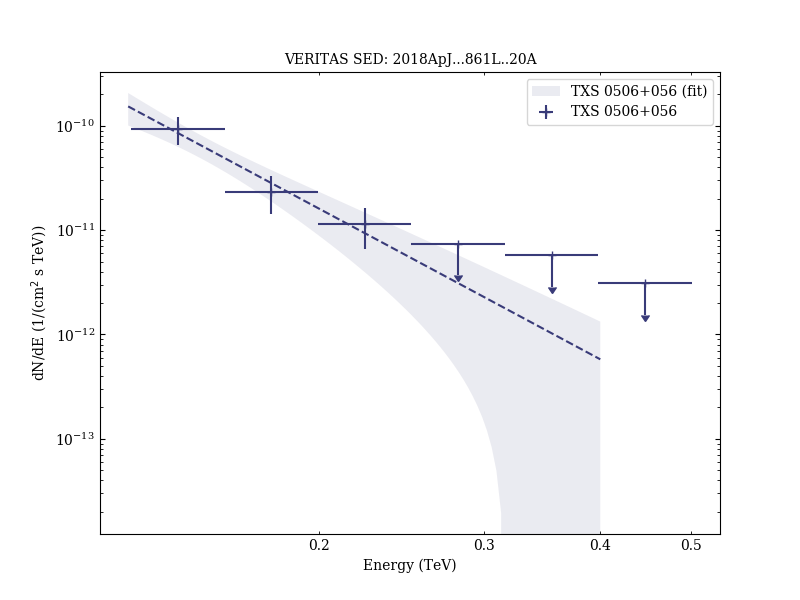 VERITAS SED: 2018ApJ...861L..20A
TXS 0506+056 (fit)
TXS 0506+056
dN/dE (1/(cm² s TeV))
10⁻¹⁰
10⁻¹¹
10⁻¹²
10⁻¹³
0.2 0.3 0.4 0.5
Energy (TeV)